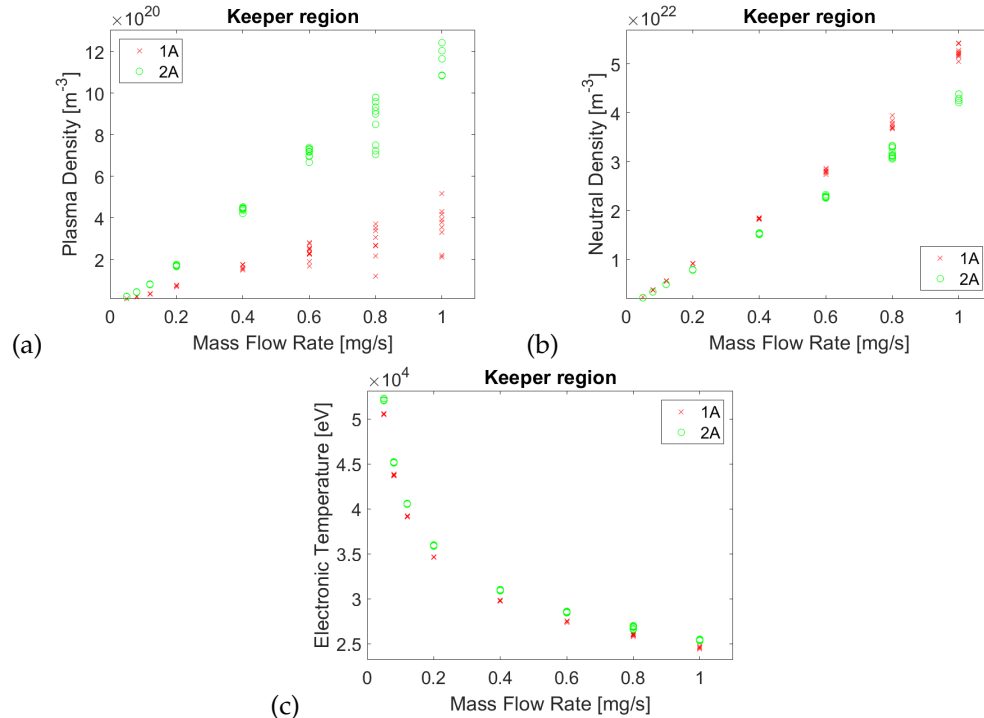 Keeper region
×10^20
1A
2A
Plasma Density [m^-3]
12
10
8
6
4
2
0
0.2
0.4
0.6
0.8
1
Mass Flow Rate [mg/s]
(a)
Keeper region
×10^22
Neutral Density [m^-3]
5
4
3
2
1
1A
2A
0
0.2
0.4
0.6
0.8
1
Mass Flow Rate [mg/s]
(b)
Keeper region
×10^4
1A
2A
Electronic Temperature [eV]
5
4.5
4
3.5
3
2.5
0
0.2
0.4
0.6
0.8
1
Mass Flow Rate [mg/s]
(c)